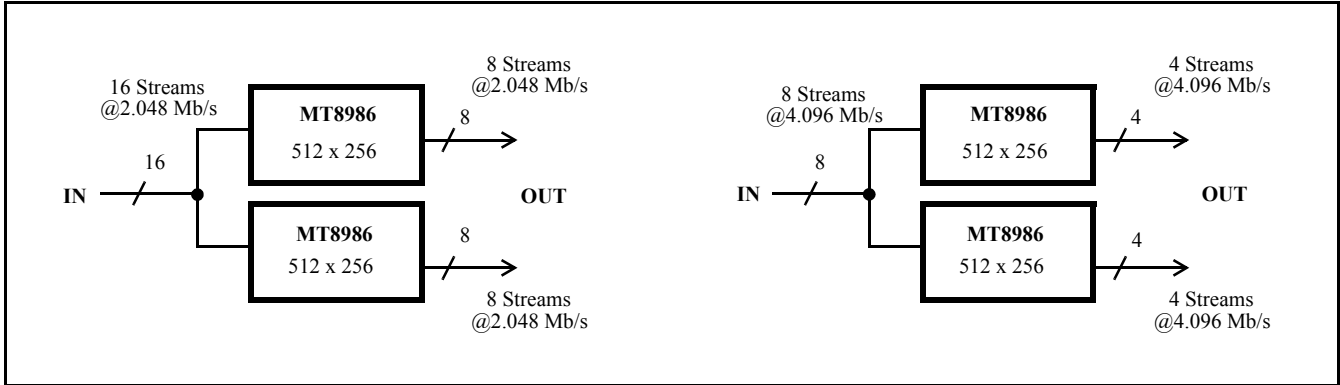 16 Streams
@2.048 Mb/s
8 Streams
@2.048 Mb/s
MT8986
512 x 256
8
16
IN
OUT
MT8986
512 x 256
8
8 Streams
@2.048 Mb/s
8 Streams
@4.096 Mb/s
4 Streams
@4.096 Mb/s
MT8986
512 x 256
4
8
IN
OUT
MT8986
512 x 256
4
4 Streams
@4.096 Mb/s